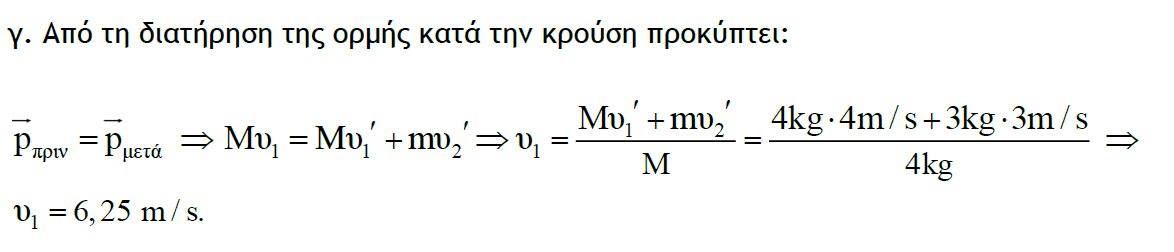 γ. Από τη διατήρηση της ορμής κατά την κρούση προκύπτει:
p⃗πριν = p⃗μετά ⇒ Mυ₁ = Mυ₁′ + mυ₂′ ⇒ υ₁ = (Mυ₁′ + mυ₂′)/M = (4kg·4m/s + 3kg·3m/s)/4kg ⇒
υ₁ = 6,25 m/s.